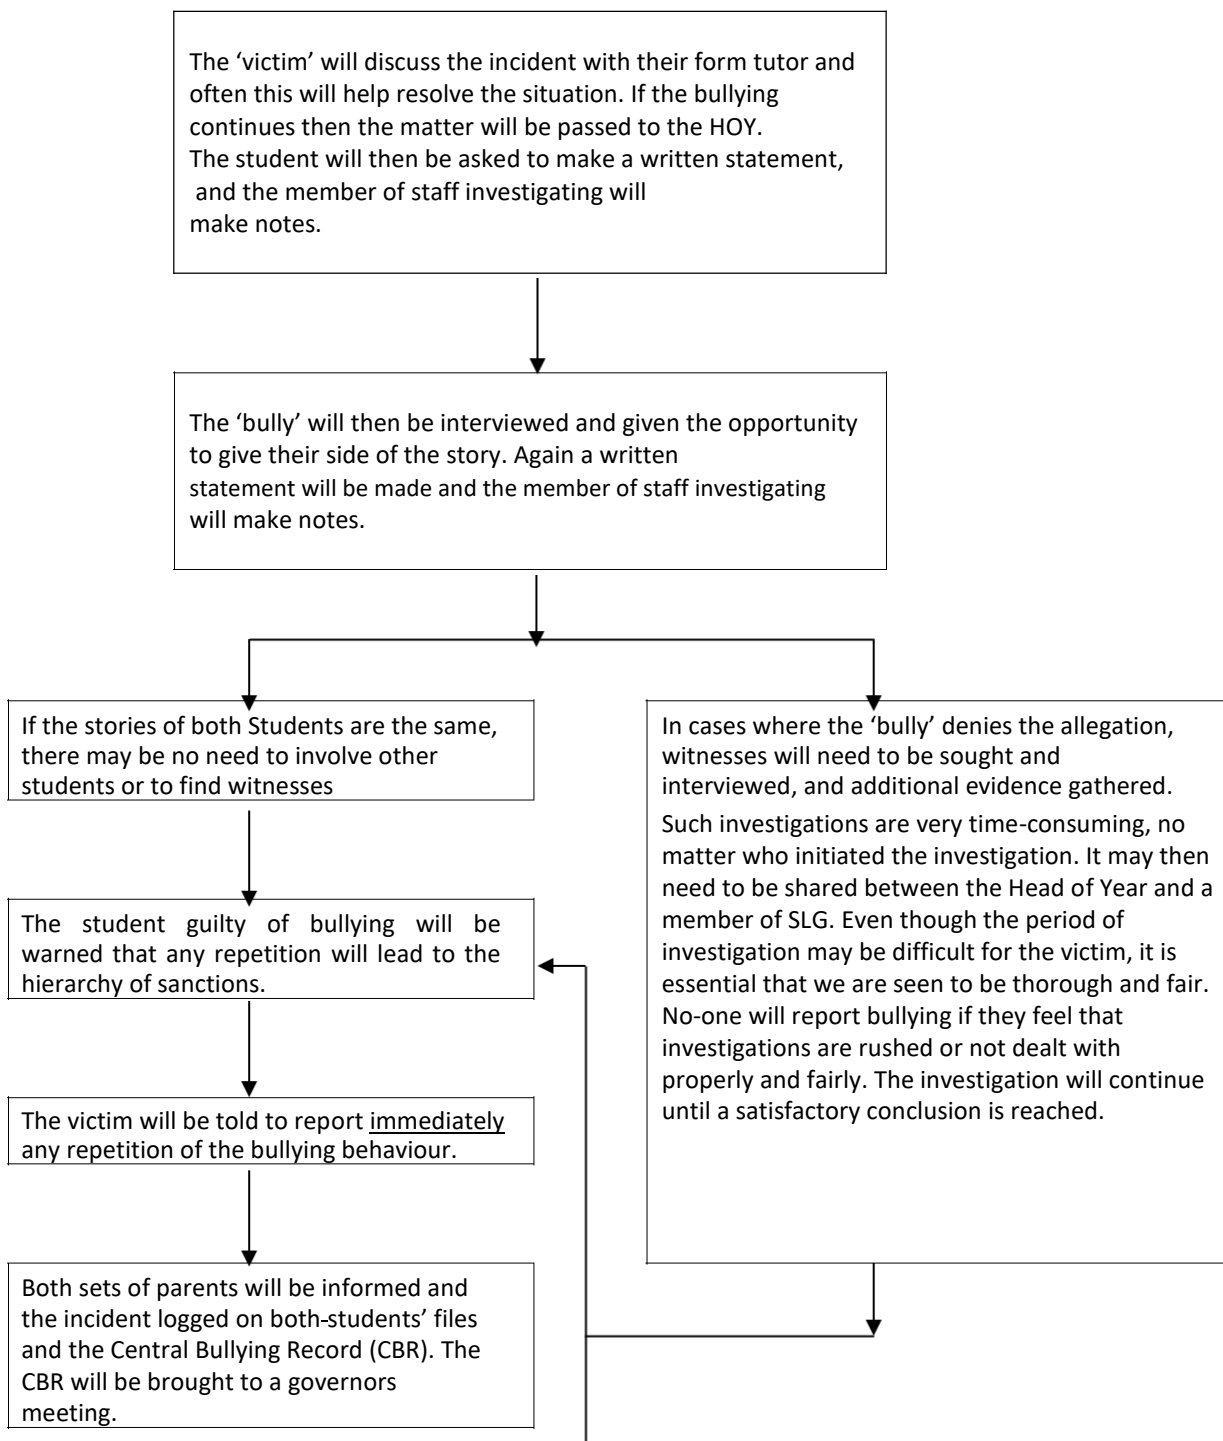 The ‘victim’ will discuss the incident with their form tutor and
often this will help resolve the situation. If the bullying
continues then the matter will be passed to the HOY.
The student will then be asked to make a written statement,
and the member of staff investigating will
make notes.
The ‘bully’ will then be interviewed and given the opportunity
to give their side of the story. Again a written
statement will be made and the member of staff investigating
will make notes.
If the stories of both Students are the same,
there may be no need to involve other
students or to find witnesses
The student guilty of bullying will be
warned that any repetition will lead to the
hierarchy of sanctions.
The victim will be told to report immediately
any repetition of the bullying behaviour.
Both sets of parents will be informed and
the incident logged on both-students’ files
and the Central Bullying Record (CBR). The
CBR will be brought to a governors
meeting.
In cases where the ‘bully’ denies the allegation,
witnesses will need to be sought and
interviewed, and additional evidence gathered.
Such investigations are very time-consuming, no
matter who initiated the investigation. It may then
need to be shared between the Head of Year and a
member of SLG. Even though the period of
investigation may be difficult for the victim, it is
essential that we are seen to be thorough and fair.
No-one will report bullying if they feel that
investigations are rushed or not dealt with
properly and fairly. The investigation will continue
until a satisfactory conclusion is reached.